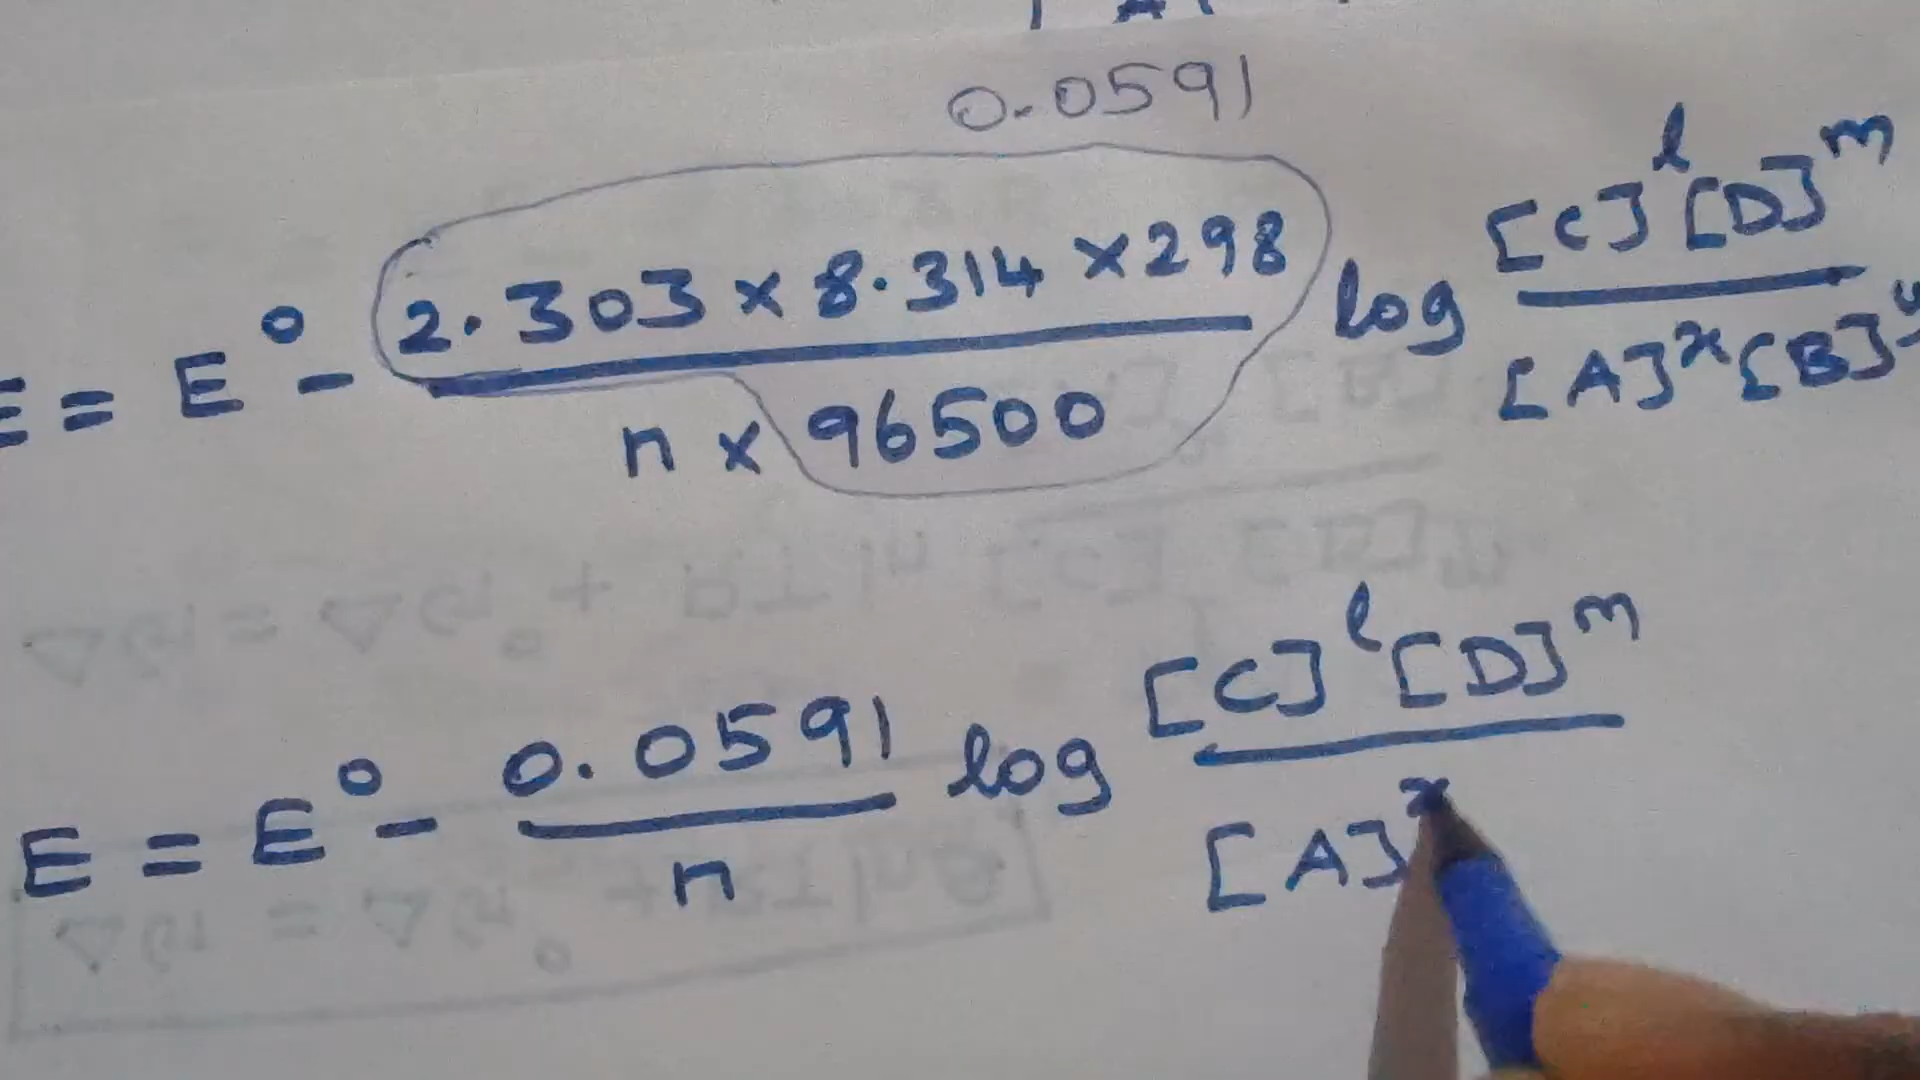 0.0591
E = E° - 2.303 x 8.314 x 298 / n x 96500 log [C]^l [D]^m / [A]^x [B]^y
E = E° - 0.0591 / n log [C]^l [D]^m / [A]^x